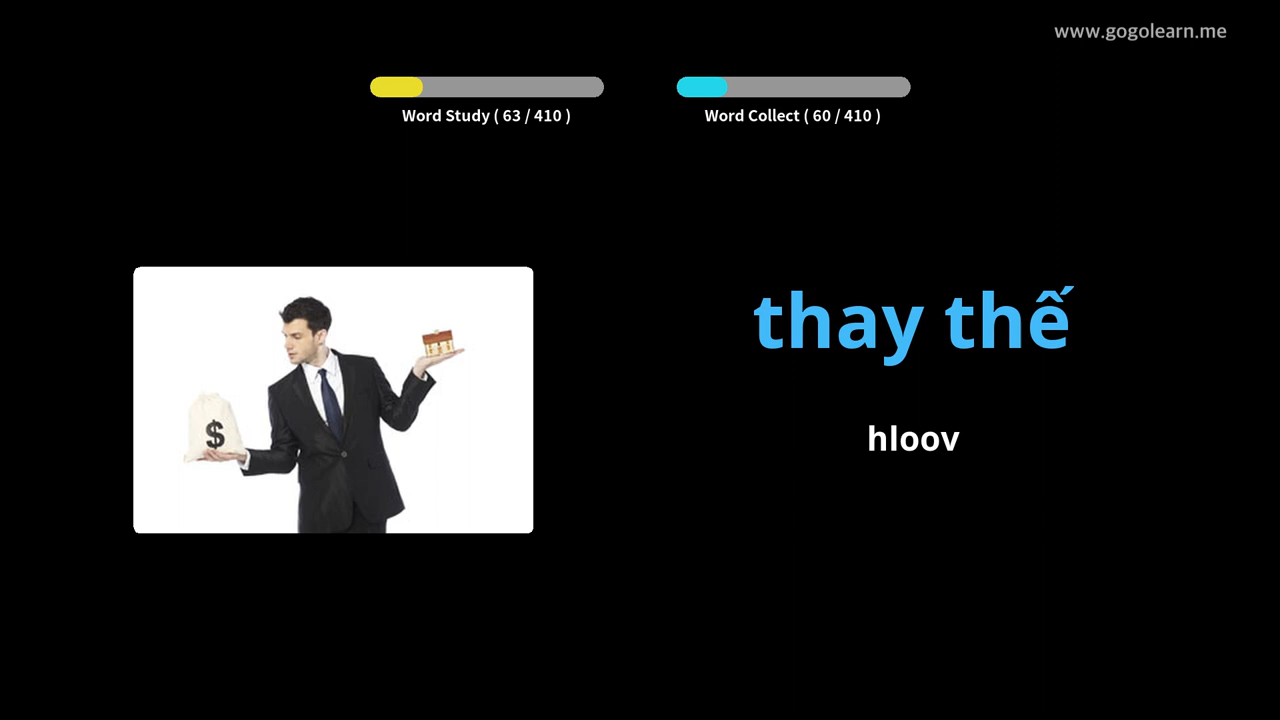 www.gogolearn.me
Word Study ( 63 / 410 )
Word Collect ( 60 / 410 )
thay thế
$
hloov